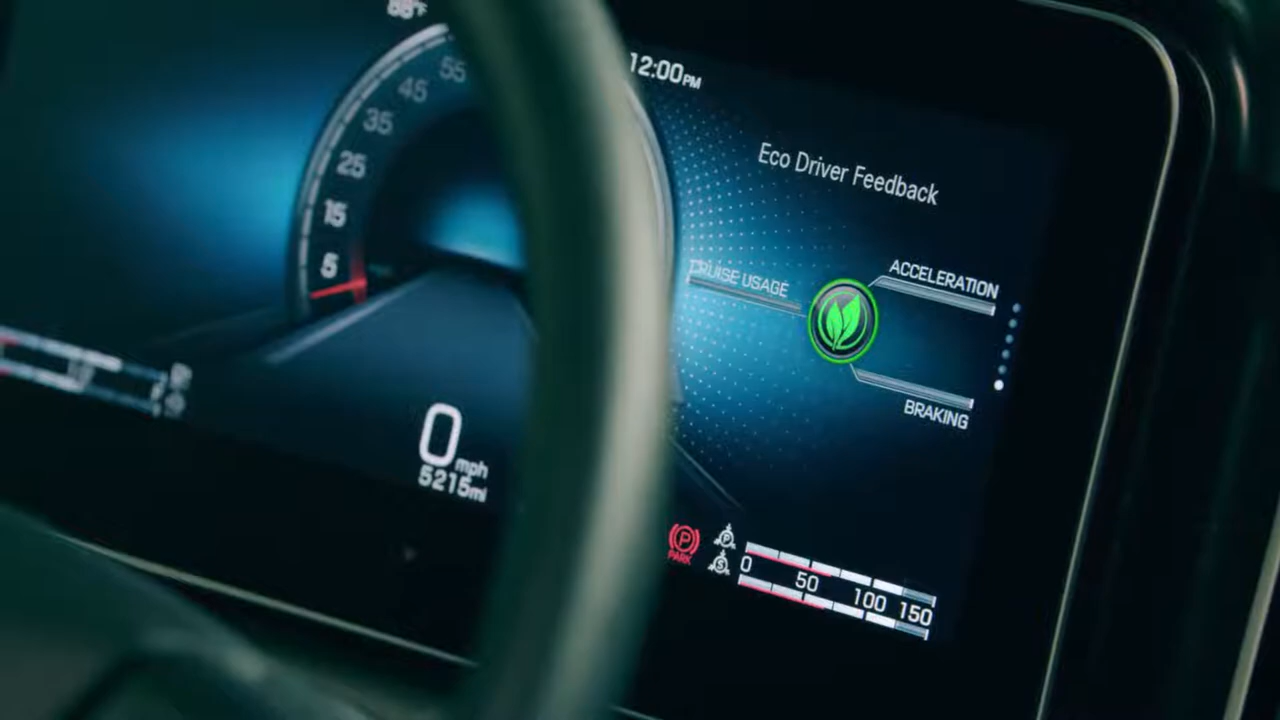 88°F
55
45
35
25
15
5
0 mph
5215mi
12:00PM
Eco Driver Feedback
CRUISE USAGE
ACCELERATION
BRAKING
P
PARK
P
S
0 50 100 150